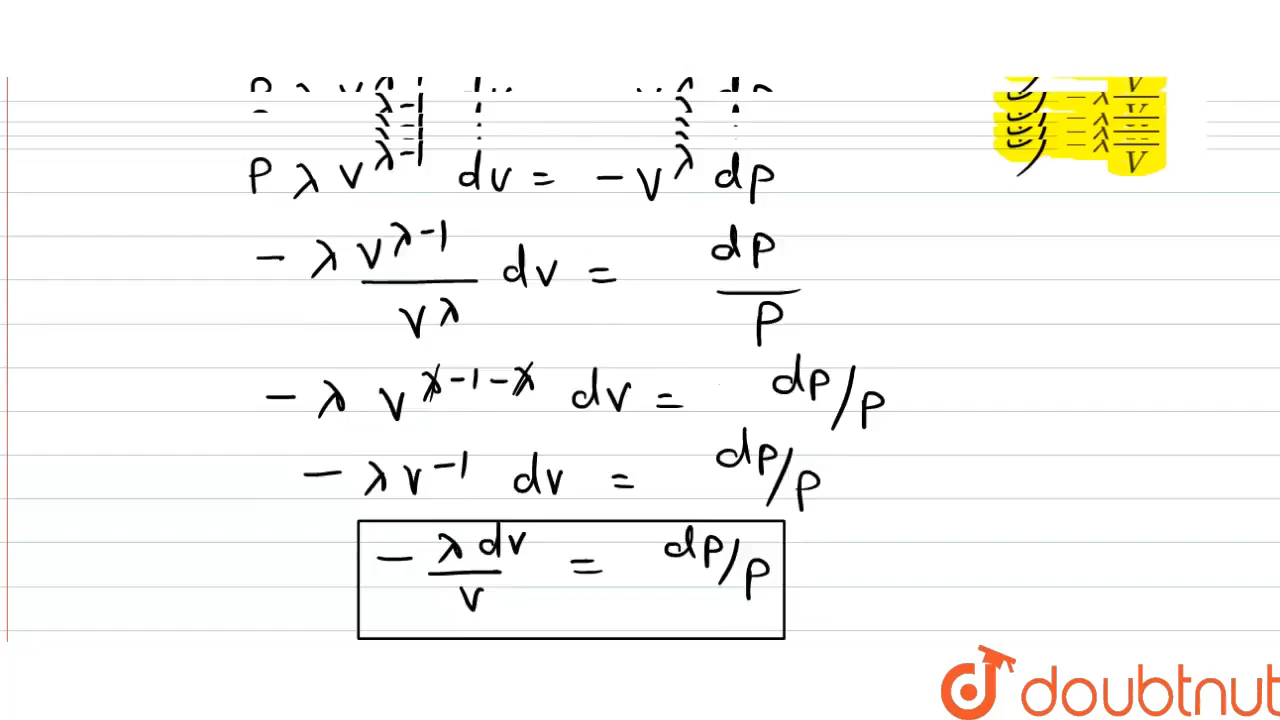 P λ v^{λ-1} dv = -v^λ dp
-λ v^{λ-1}/v^λ dv = dp/P
-λ v^{λ-1-λ} dv = dp/p
-λ v^{-1} dv = dp/p
-λ dv/v = dp/p
-λ/V
doubtnut